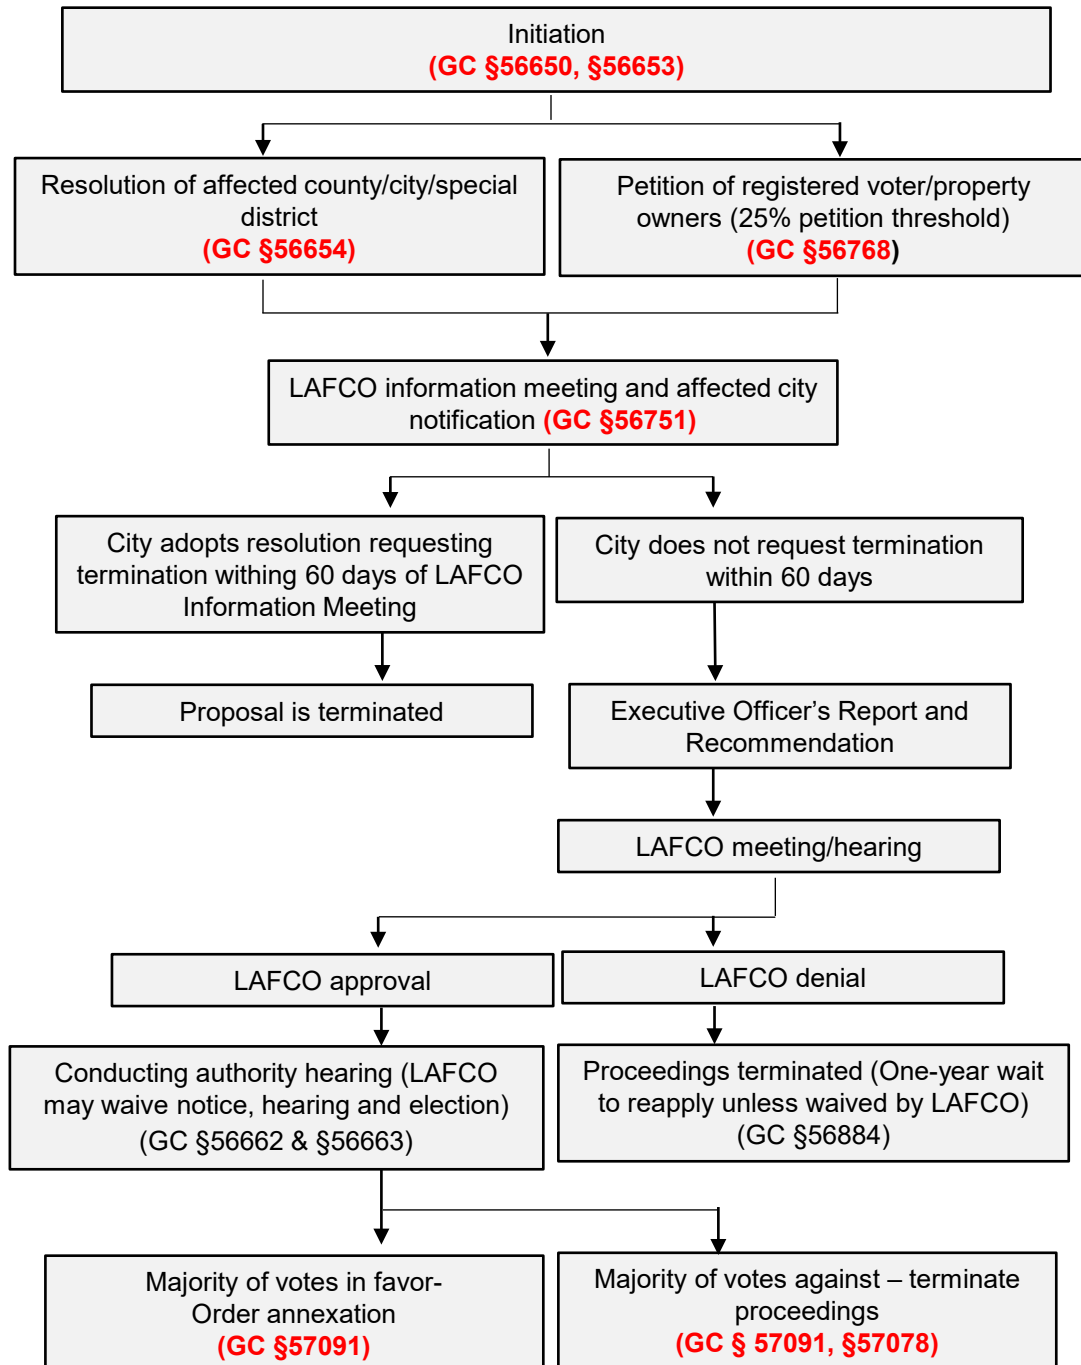 Initiation
(GC §56650, §56653)
Resolution of affected county/city/special
district
(GC §56654)
Petition of registered voter/property
owners (25% petition threshold)
(GC §56768)
LAFCO information meeting and affected city
notification (GC §56751)
City adopts resolution requesting
termination withing 60 days of LAFCO
Information Meeting
City does not request termination
within 60 days
Proposal is terminated
Executive Officer’s Report and
Recommendation
LAFCO meeting/hearing
LAFCO approval
LAFCO denial
Conducting authority hearing (LAFCO
may waive notice, hearing and election)
(GC §56662 & §56663)
Proceedings terminated (One-year wait
to reapply unless waived by LAFCO)
(GC §56884)
Majority of votes in favor-
Order annexation
(GC §57091)
Majority of votes against – terminate
proceedings
(GC § 57091, §57078)